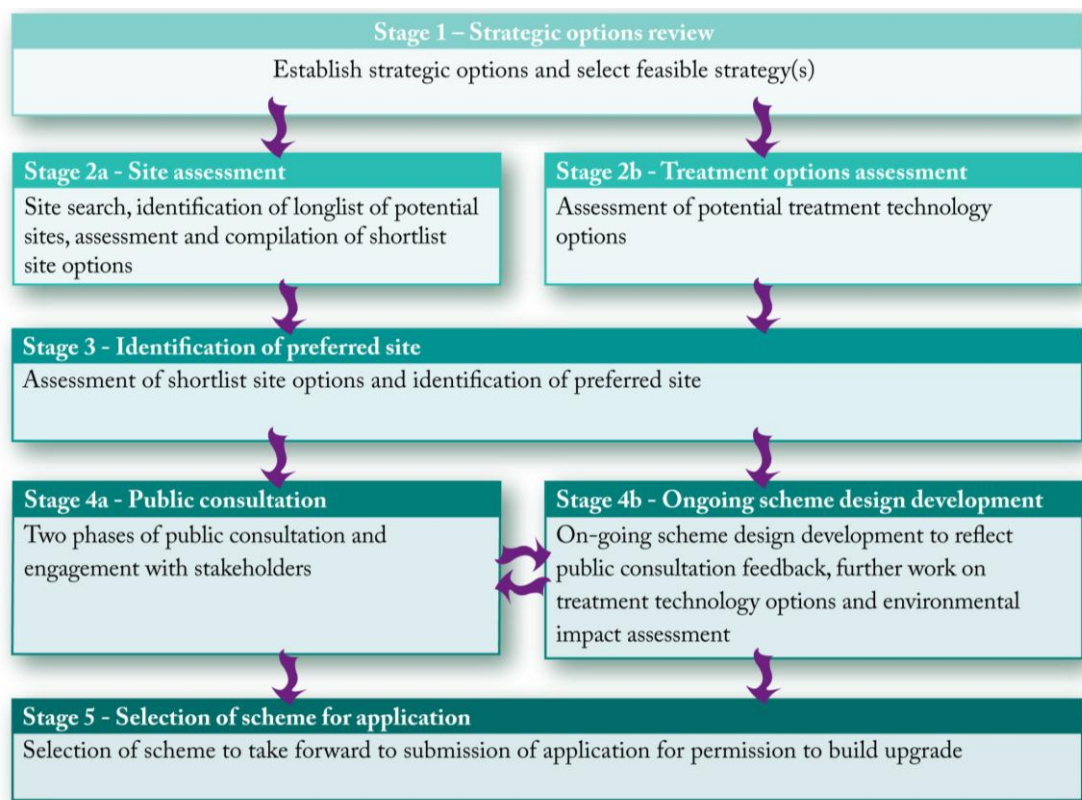 Stage 1 – Strategic options review
Establish strategic options and select feasible strategy(s)
Stage 2a - Site assessment
Site search, identification of longlist of potential
sites, assessment and compilation of shortlist
site options
Stage 2b - Treatment options assessment
Assessment of potential treatment technology
options
Stage 3 - Identification of preferred site
Assessment of shortlist site options and identification of preferred site
Stage 4a - Public consultation
Two phases of public consultation and
engagement with stakeholders
Stage 4b - Ongoing scheme design development
On-going scheme design development to reflect
public consultation feedback, further work on
treatment technology options and environmental
impact assessment
Stage 5 - Selection of scheme for application
Selection of scheme to take forward to submission of application for permission to build upgrade